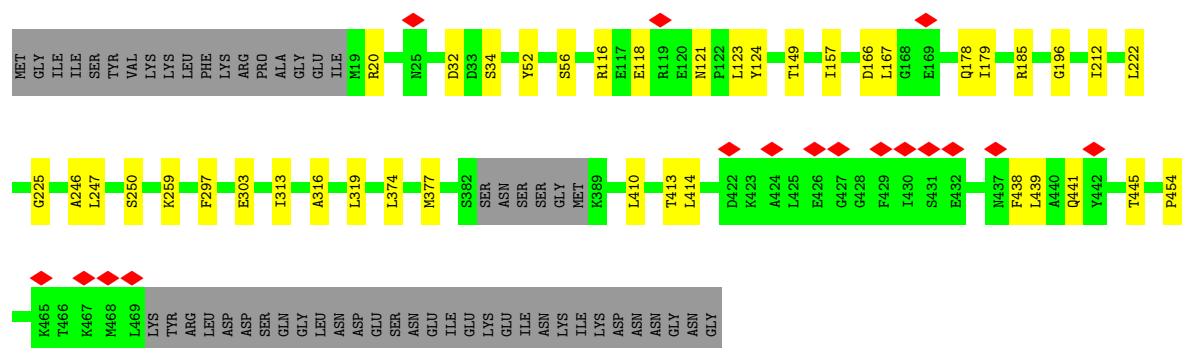 MET GLY ILE ILE SER TYR VAL LYS LYS LEU PHE LYS ARG PRO ALA GLY GLU ILE M19 R20 N25 D32 D33 S34 Y52 S56 R116 E117 E118 R119 E120 N121 P122 L123 Y124 T149 I157 D166 L167 G168 E169 Q178 I179 R185 G196 I212 L222
G225 A246 L247 S250 K259 F297 E303 I313 A316 L319 L374 M377 S382 SER ASN SER SER GLY MET K389 L410 T413 L414 D422 K423 A424 L425 E426 G427 G428 F429 I430 S431 E432 N437 F438 L439 A440 Q441 Y442 T445 P454
K465 T466 K467 M468 L469 LYS TYR ARG LEU ASP ASP SER GLN GLY LEU ASN ASP GLU SER ASN GLU ILE GLU LYS GLU ILE ASN LYS ILE LYS ASP ASN ASN GLY ASN GLY